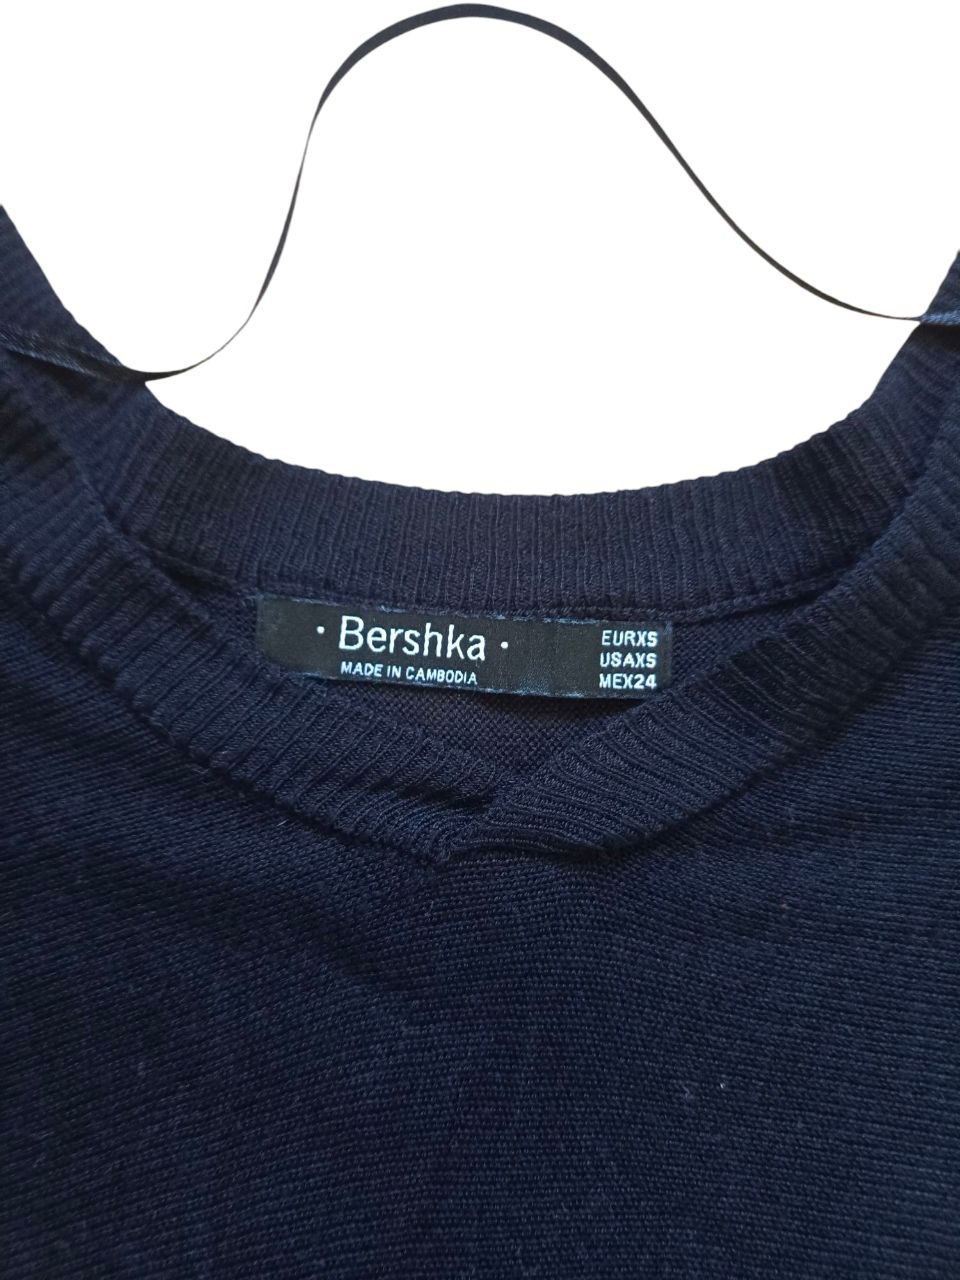 · Bershka ·
MADE IN CAMBODIA
EURXS
USAXS
MEX24